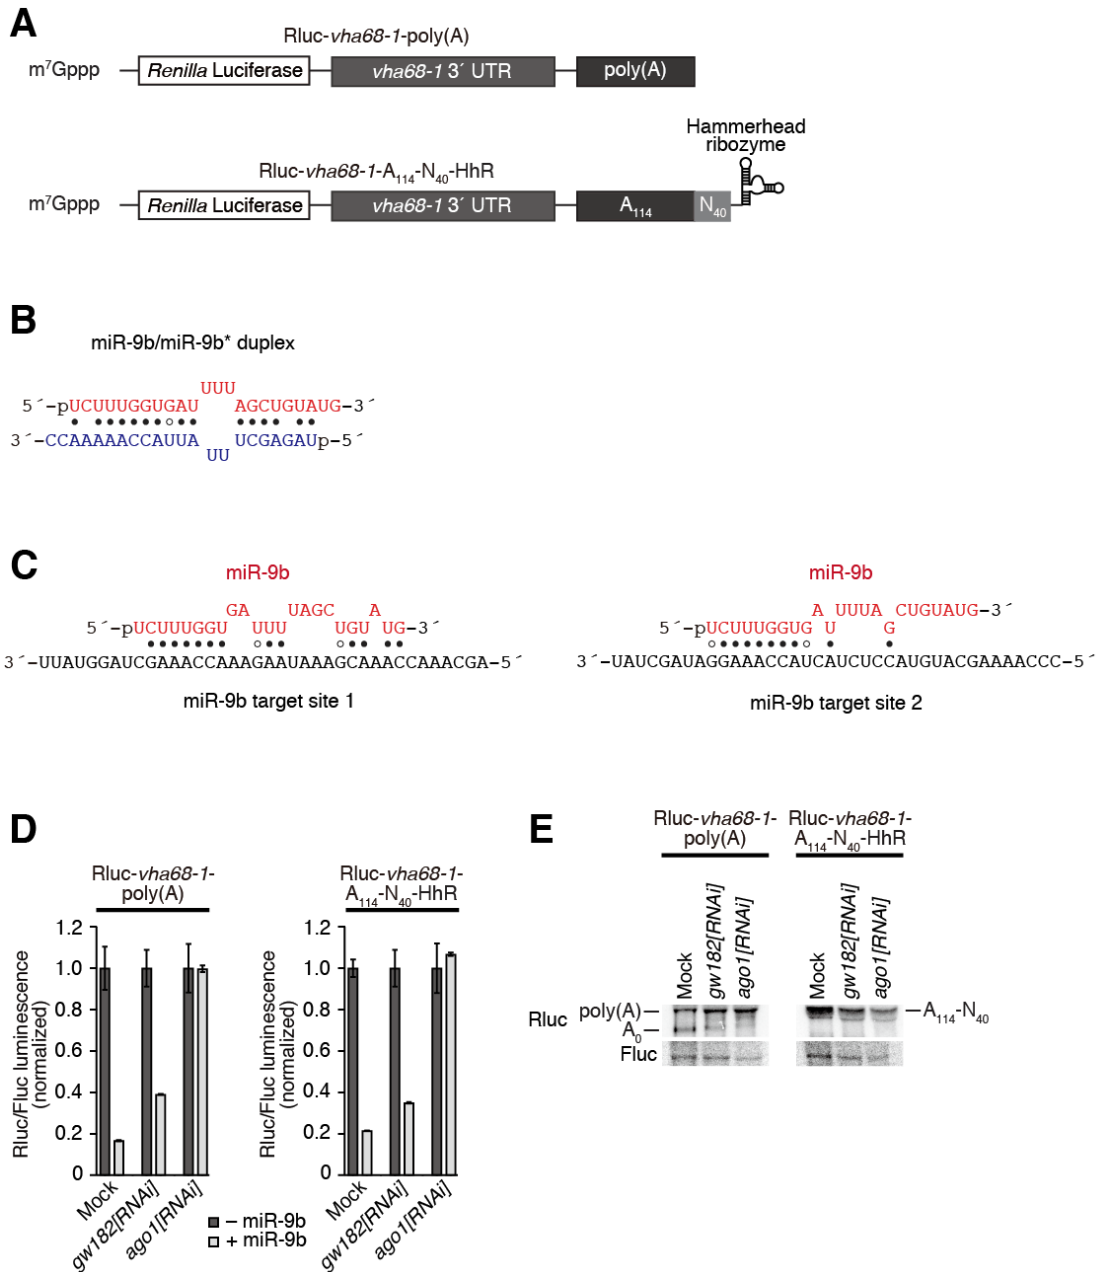 A
Rluc-vha68-1-poly(A)
m⁷Gppp
Renilla Luciferase
vha68-1 3´ UTR
poly(A)
Hammerhead
ribozyme
Rluc-vha68-1-A₁₁₄-N₄₀-HhR
m⁷Gppp
Renilla Luciferase
vha68-1 3´ UTR
A₁₁₄
N₄₀
B
miR-9b/miR-9b* duplex
UUU
5´-pUCUUUGGUGAU AGCUGUAUG-3´
3´-CCAAAAACCAUUA UCGAGAUp-5´
UU
C
miR-9b
GA UAGC A
5´-pUCUUUGGU UUU UGU UG-3´
3´-UUAUGGAUCGAAACCAAAGAAUAAAGCAAACCAAACGA-5´
miR-9b target site 1
miR-9b
A UUUA CUGUAUG-3´
5´-pUCUUUGGUG U G
3´-UAUCGAUAGGAAACCAUCAUCUCCAUGUACGAAAACCC-5´
miR-9b target site 2
D
Rluc-vha68-1-
poly(A)
Rluc/Fluc luminescence
(normalized)
1.2
1.0
0.8
0.6
0.4
0.2
0
Mock
gw182[RNAi]
ago1[RNAi]
Rluc-vha68-1-
A₁₁₄-N₄₀-HhR
Rluc/Fluc luminescence
(normalized)
1.2
1.0
0.8
0.6
0.4
0.2
0
Mock
gw182[RNAi]
ago1[RNAi]
– miR-9b
+ miR-9b
E
Rluc-vha68-1-
poly(A)
Rluc-vha68-1-
A₁₁₄-N₄₀-HhR
Mock
gw182[RNAi]
ago1[RNAi]
Mock
gw182[RNAi]
ago1[RNAi]
Rluc
poly(A)
A₀
A₁₁₄-N₄₀
Fluc